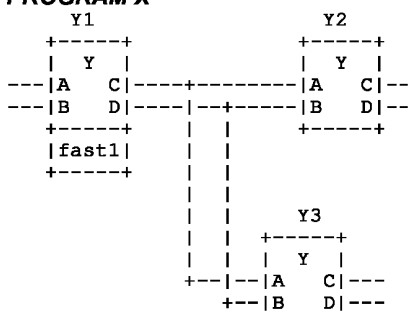 PROGRAM X
Y1 Y2
Y Y
A C A C
B D B D
fast1
Y3
Y
A C
B D